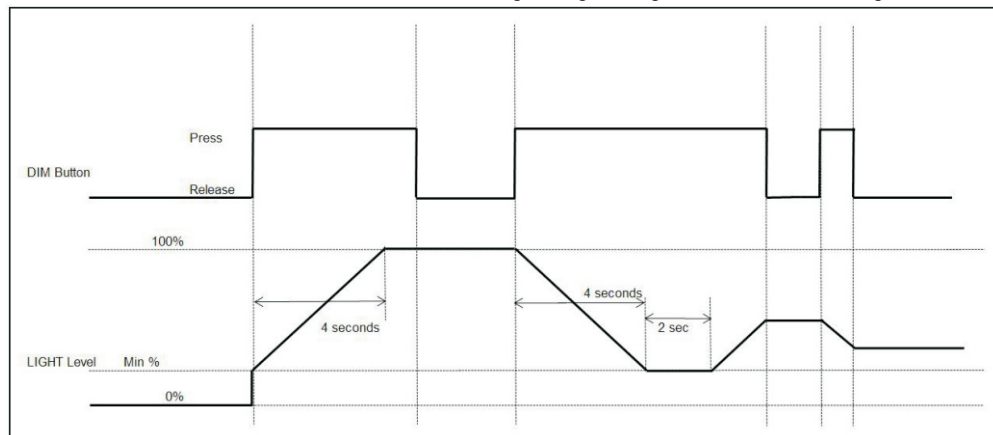 Press
DIM Button
Release
100%
4 seconds
4 seconds
2 sec
LIGHT Level Min %
0%